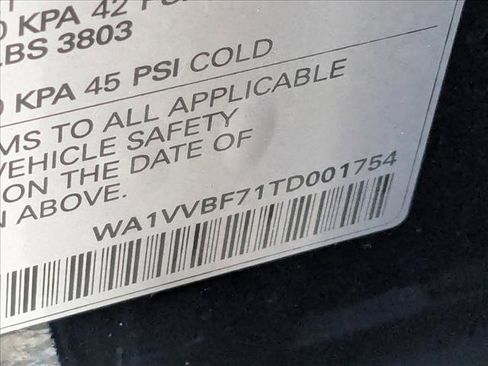 KPA 42
LBS 3803
KPA 45 PSI COLD
TO ALL APPLICABLE
VEHICLE SAFETY
ON THE DATE OF
ABOVE.
WA1VVBF71TD001754